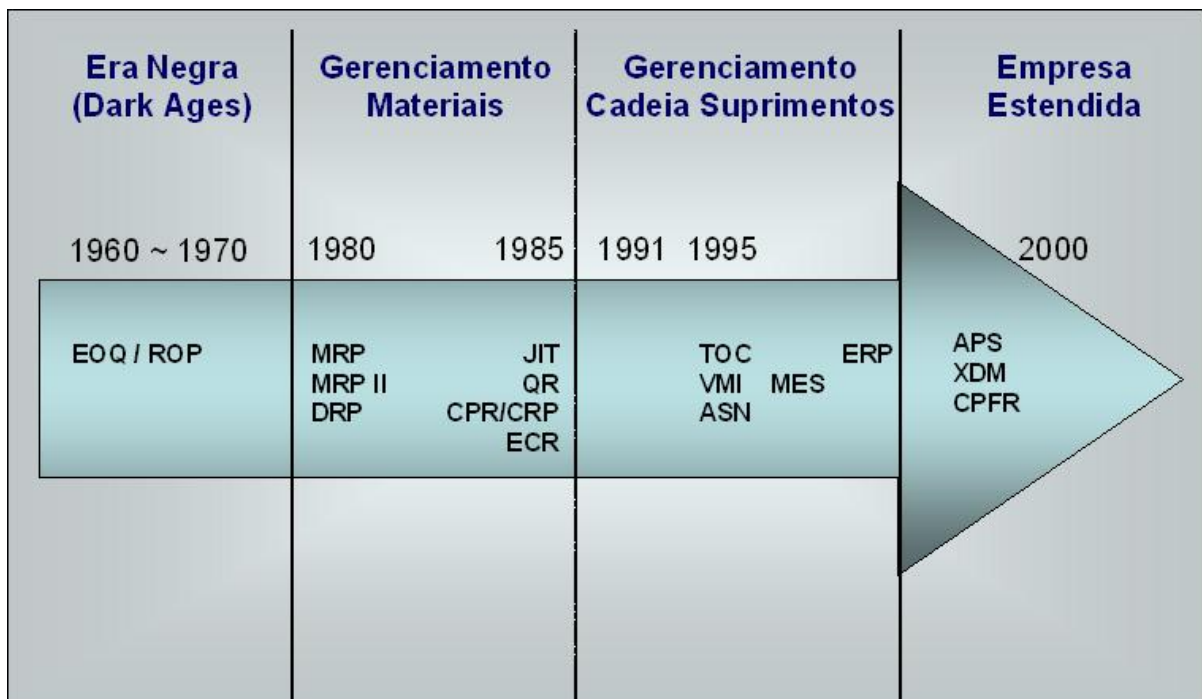 Era Negra
(Dark Ages)
Gerenciamento
Materiais
Gerenciamento
Cadeia Suprimentos
Empresa
Estendida
1960 ~ 1970
1980
1985
1991 1995
2000
EOQ / ROP
MRP
MRP II
DRP
JIT
QR
CPR/CRP
ECR
TOC
VMI MES
ASN
ERP
APS
XDM
CPFR